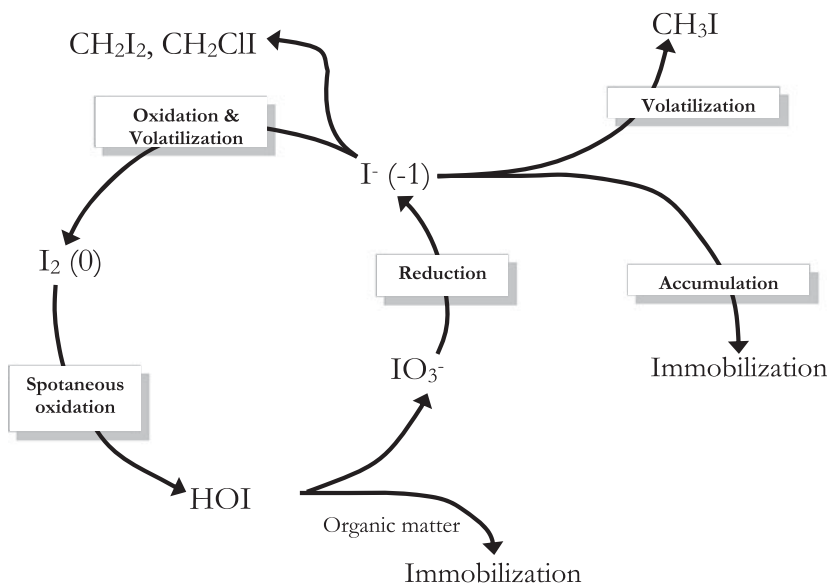 CH₃I
CH₂I₂, CH₂ClI
Volatilization
Oxidation &
Volatilization
I⁻ (-1)
I₂ (0)
Reduction
Accumulation
IO₃⁻
Immobilization
Spotaneous
oxidation
HOI
Organic matter
Immobilization